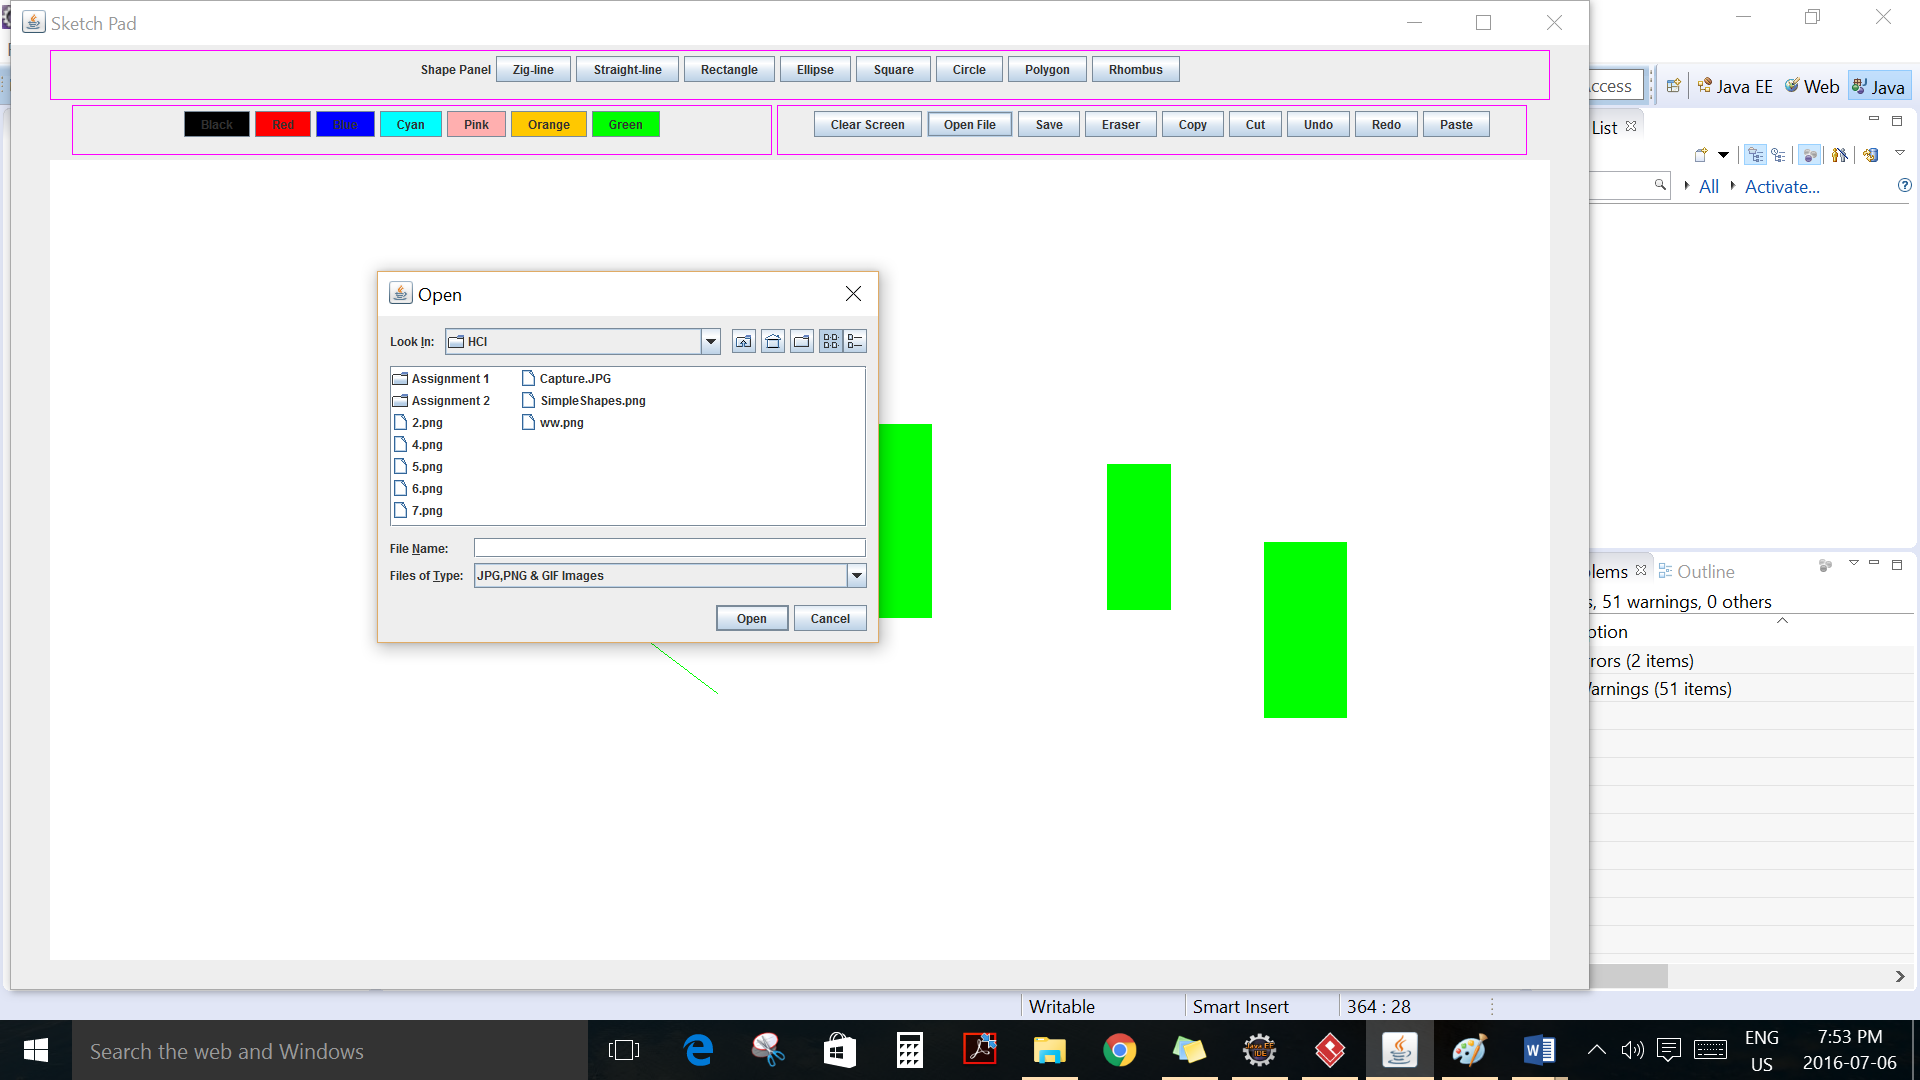 Sketch Pad
Shape Panel Zig-line Straight-line Rectangle Ellipse Square Circle Polygon Rhombus
Black Red Blue Cyan Pink Orange Green Clear Screen Open File Save Eraser Copy Cut Undo Redo Paste
Java EE Web Java
List
All Activate...
Open
Look In: HCI
Assignment 1 Capture.JPG
Assignment 2 SimpleShapes.png
2.png ww.png
4.png
5.png
6.png
7.png
File Name:
Files of Type: JPG,PNG & GIF Images
Open Cancel
Outline
, 51 warnings, 0 others
ption
rors (2 items)
arnings (51 items)
Writable Smart Insert 364 : 28
Search the web and Windows
ENG 7:53 PM
US 2016-07-06